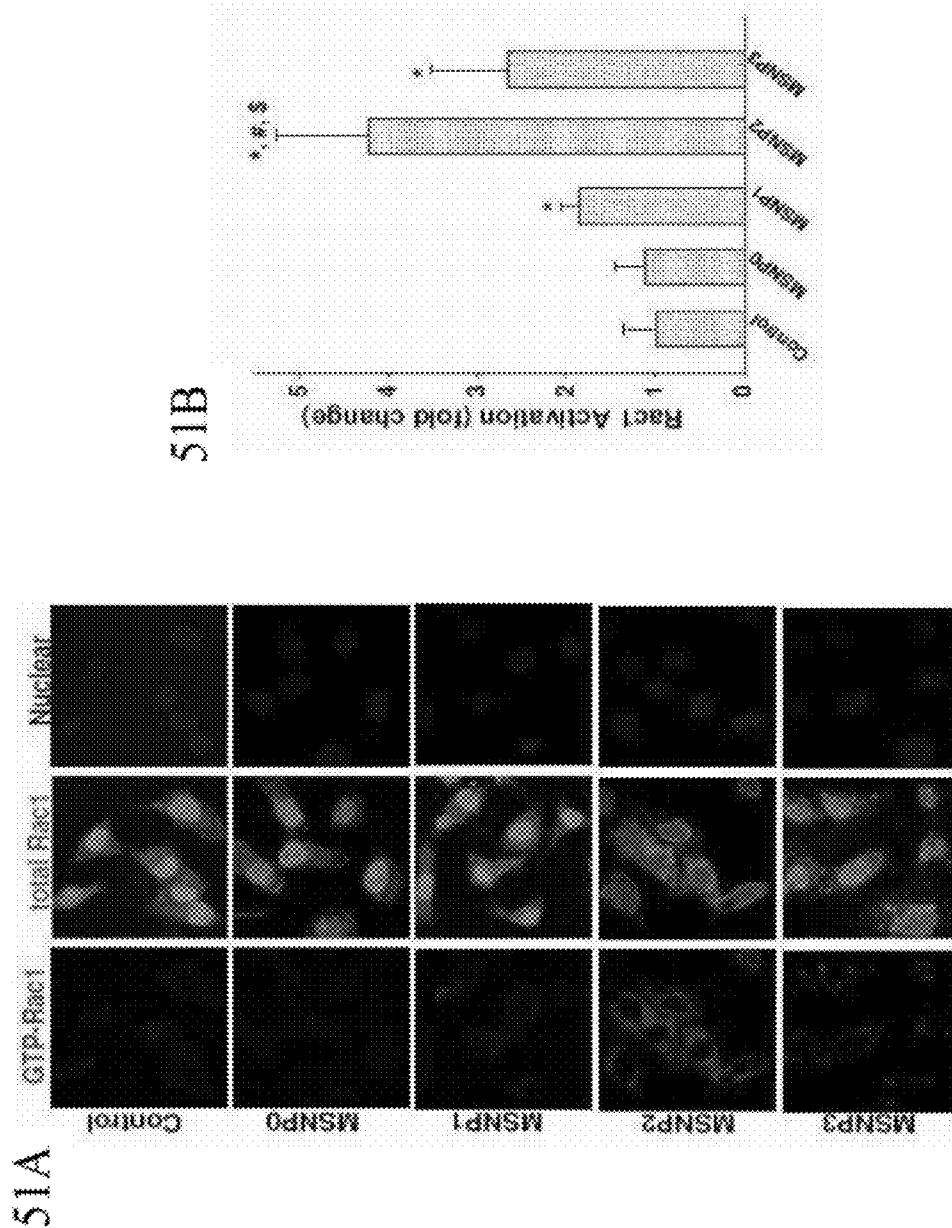 51A
GTP-Rac1
total Rac1
Nuclear
Control
MSNP0
MSNP1
MSNP2
MSNP3
51B
Rac1 Activation (fold change)
5
4
3
2
1
0
*
*, #, $
*
Control
MSNP0
MSNP1
MSNP2
MSNP3